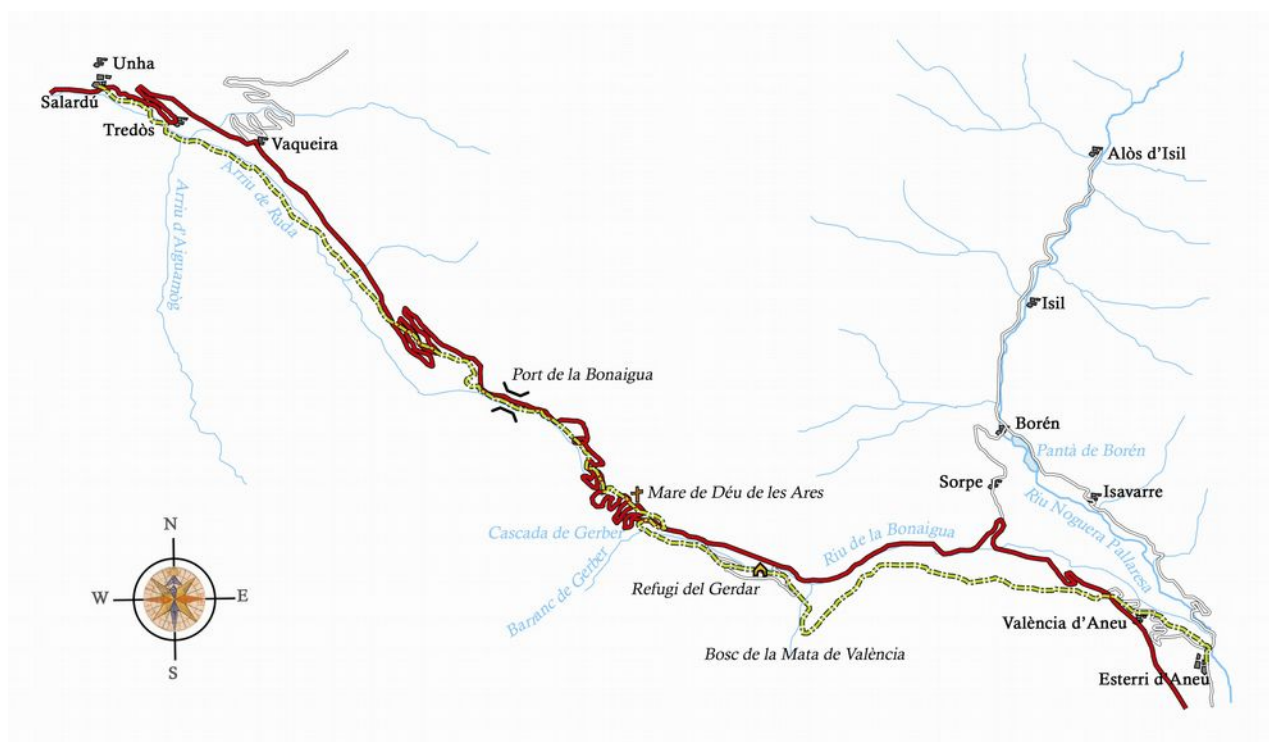 Unha
Salardú
Tredòs
Vaqueira
Alòs d'Isil
Arriu de Ruda
Arriu d'Aiguamòg
Isil
Port de la Bonaigua
Borén
Pantà de Borén
Sorpe
Isavarre
Mare de Déu de les Ares
Riu Noguera Pallaresa
Cascada de Gerber
Riu de la Bonaigua
Barranc de Gerber
Refugi del Gerdar
València d'Aneu
Bosc de la Mata de València
Esterri d'Aneu
N
W
E
S